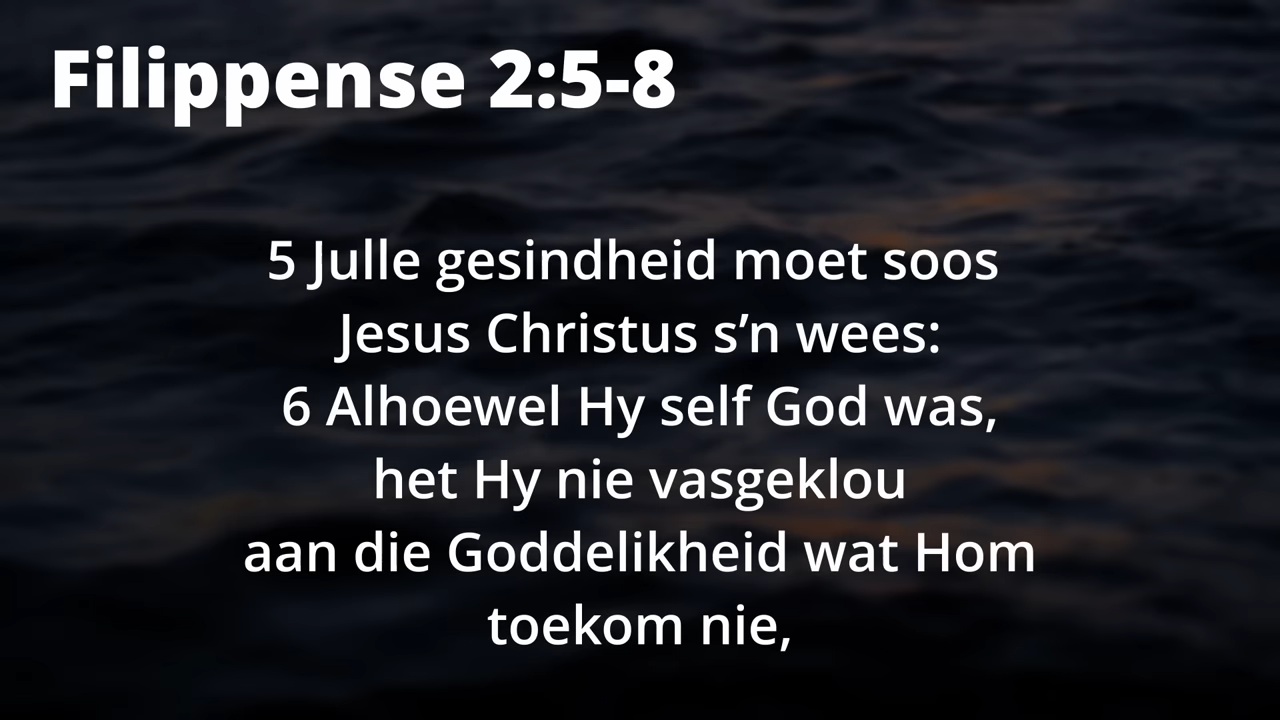 Filippense 2:5-8
5 Julle gesindheid moet soos
Jesus Christus s’n wees:
6 Alhoewel Hy self God was,
het Hy nie vasgeklou
aan die Goddelikheid wat Hom
toekom nie,